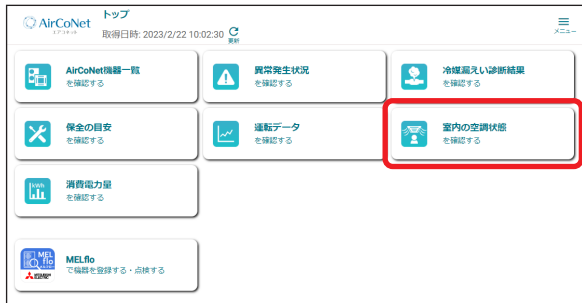 AirCoNet
エアコネット
トップ
取得日時: 2023/2/22 10:02:30
更新
メニュー
AirCoNet機器一覧
を確認する
異常発生状況
を確認する
冷媒漏えい診断結果
を確認する
保全の目安
を確認する
運転データ
を確認する
室内の空調状態
を確認する
kWh
消費電力量
を確認する
MEL
flo
MELflo
で機器を登録する・点検する
MITSUBISHI
ELECTRIC